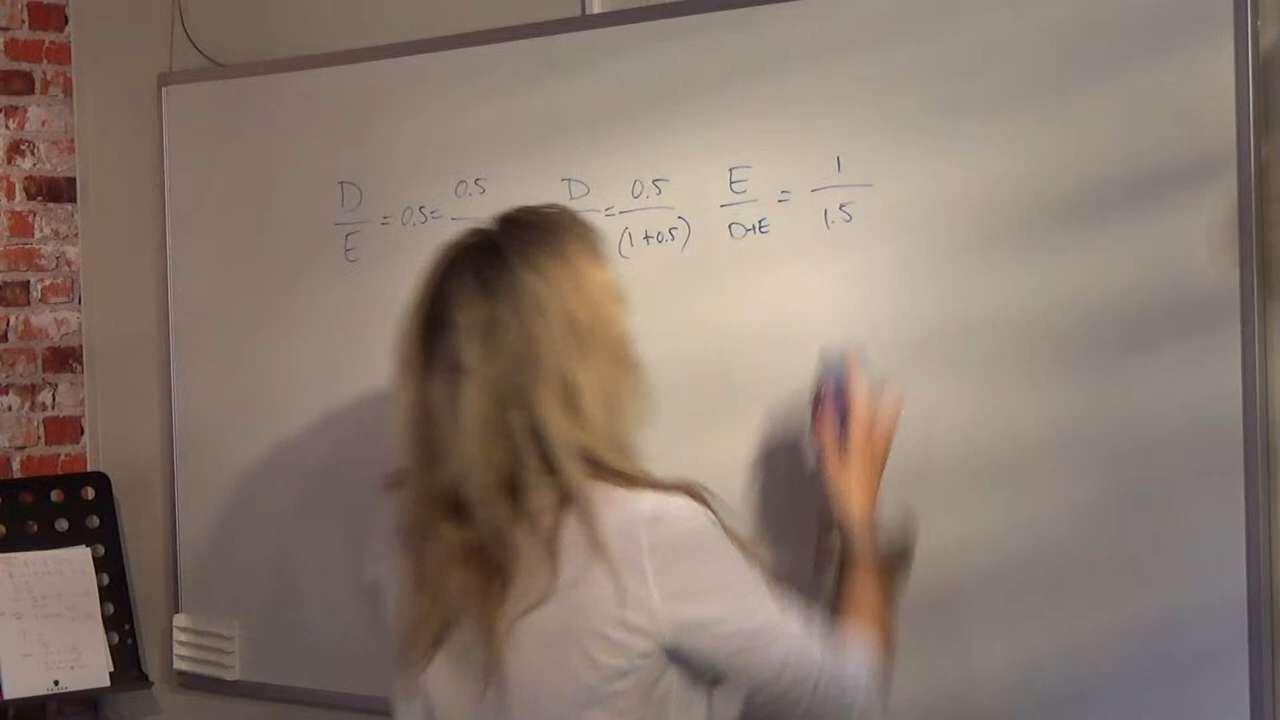 D/E = 0.5 = 0.5/
D/ = 0.5/(1+0.5)
E/D+E = 1/1.5